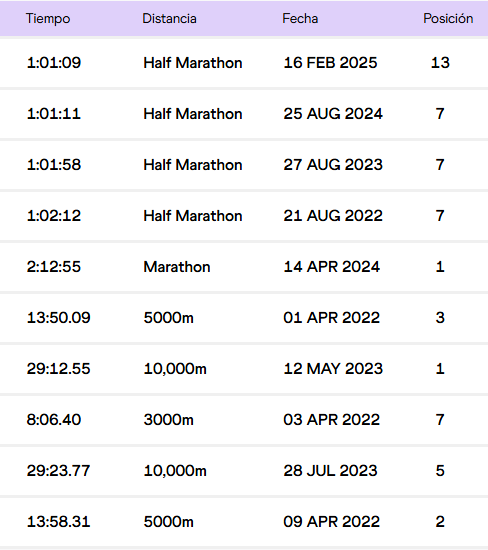 Tiempo Distancia Fecha Posición
1:01:09 Half Marathon 16 FEB 2025 13
1:01:11 Half Marathon 25 AUG 2024 7
1:01:58 Half Marathon 27 AUG 2023 7
1:02:12 Half Marathon 21 AUG 2022 7
2:12:55 Marathon 14 APR 2024 1
13:50.09 5000m 01 APR 2022 3
29:12.55 10,000m 12 MAY 2023 1
8:06.40 3000m 03 APR 2022 7
29:23.77 10,000m 28 JUL 2023 5
13:58.31 5000m 09 APR 2022 2